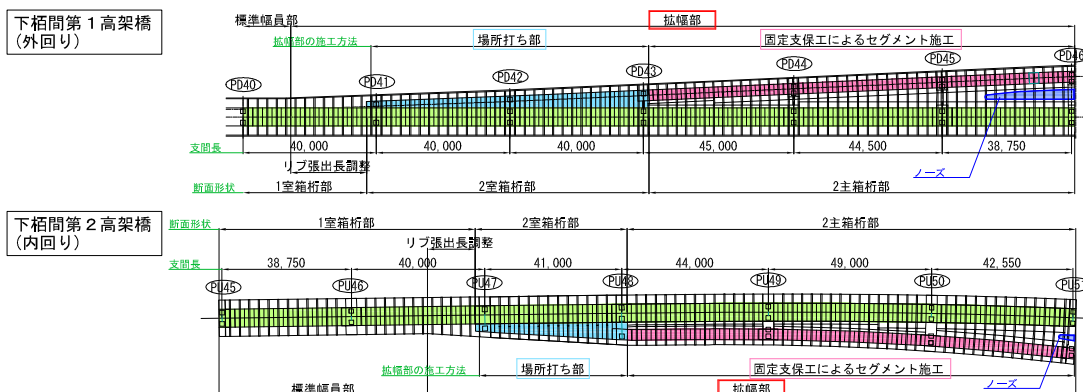 下栢間第１高架橋
(外回り)
標準幅員部
拡幅部
拡幅部の施工方法
場所打ち部
固定支保工によるセグメント施工
PD40
PD41
PD42
PD43
PD44
PD45
PD46
支間長
40,000
40,000
40,000
45,000
44,500
38,750
リブ張出長調整
ノーズ
断面形状
1室箱桁部
2室箱桁部
2主箱桁部
下栢間第２高架橋
(内回り)
断面形状
1室箱桁部
2室箱桁部
2主箱桁部
リブ張出長調整
支間長
38,750
40,000
41,000
44,000
49,000
42,550
PU45
PU46
PU47
PU48
PU49
PU50
PU51
拡幅部の施工方法
場所打ち部
固定支保工によるセグメント施工
標準幅員部
拡幅部
ノーズ